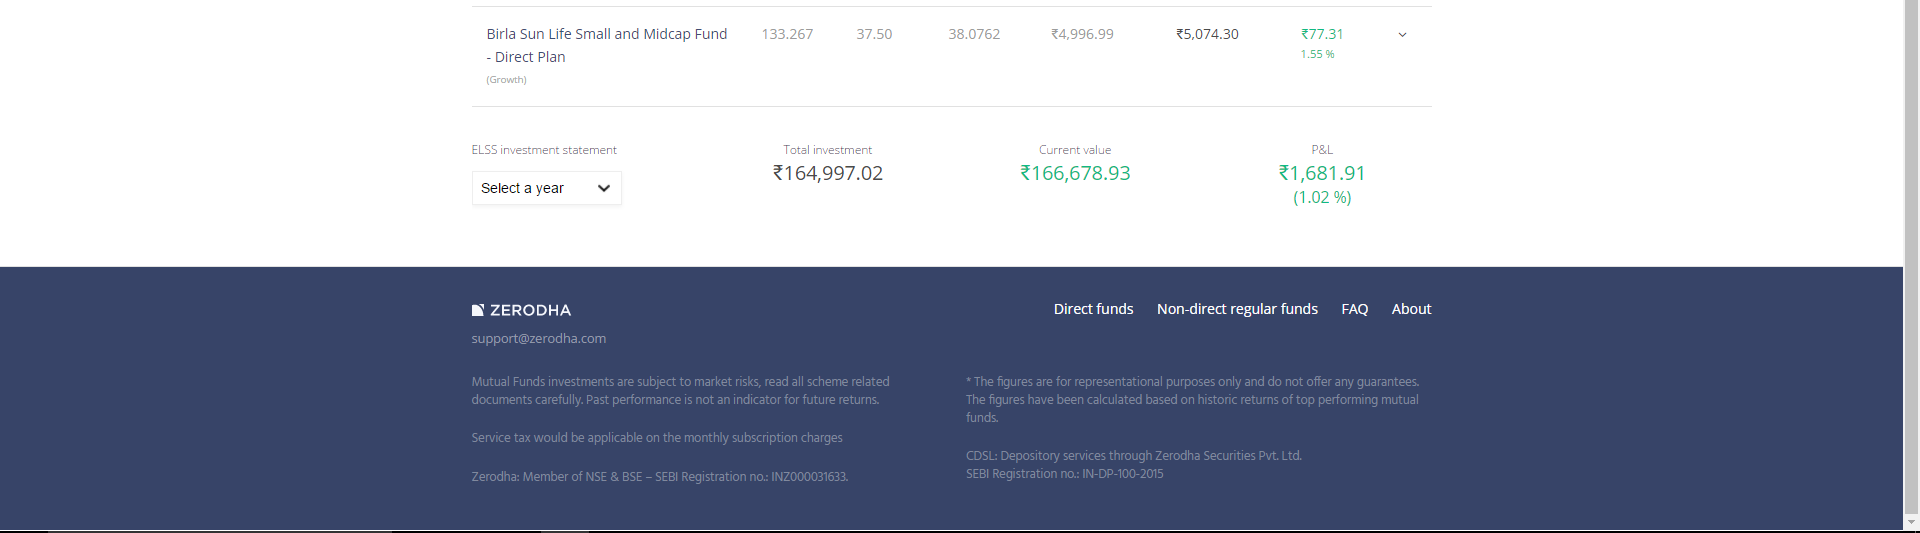 Birla Sun Life Small and Midcap Fund 133.267 37.50 38.0762 ₹4,996.99 ₹5,074.30 ₹77.31
- Direct Plan 1.55 %
(Growth)
ELSS investment statement Total investment Current value P&L
₹164,997.02 ₹166,678.93 ₹1,681.91
Select a year (1.02 %)
ZERODHA Direct funds Non-direct regular funds FAQ About
support@zerodha.com
Mutual Funds investments are subject to market risks, read all scheme related
documents carefully. Past performance is not an indicator for future returns.
Service tax would be applicable on the monthly subscription charges
Zerodha: Member of NSE & BSE – SEBI Registration no.: INZ000031633.
* The figures are for representational purposes only and do not offer any guarantees.
The figures have been calculated based on historic returns of top performing mutual
funds.
CDSL: Depository services through Zerodha Securities Pvt. Ltd.
SEBI Registration no.: IN-DP-100-2015